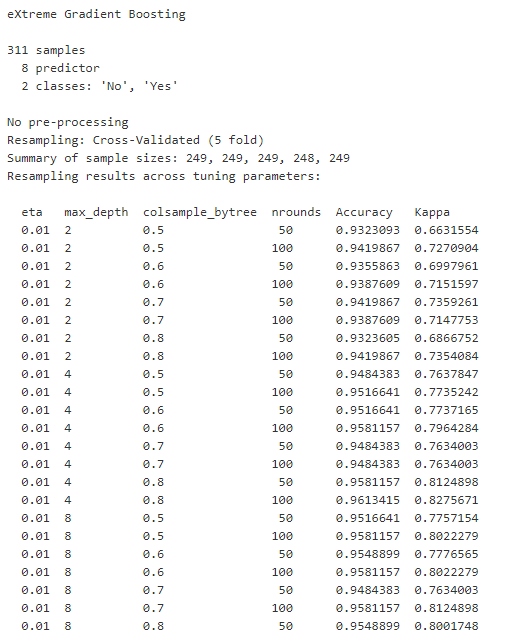 eXtreme Gradient Boosting
311 samples
8 predictor
2 classes: 'No', 'Yes'
No pre-processing
Resampling: Cross-Validated (5 fold)
Summary of sample sizes: 249, 249, 249, 248, 249
Resampling results across tuning parameters:
eta max_depth colsample_bytree nrounds Accuracy Kappa
0.01 2 0.5 50 0.9323093 0.6631554
0.01 2 0.5 100 0.9419867 0.7270904
0.01 2 0.6 50 0.9355863 0.6997961
0.01 2 0.6 100 0.9387609 0.7151597
0.01 2 0.7 50 0.9419867 0.7359261
0.01 2 0.7 100 0.9387609 0.7147753
0.01 2 0.8 50 0.9323605 0.6866752
0.01 2 0.8 100 0.9419867 0.7354084
0.01 4 0.5 50 0.9484383 0.7637847
0.01 4 0.5 100 0.9516641 0.7735242
0.01 4 0.6 50 0.9516641 0.7737165
0.01 4 0.6 100 0.9581157 0.7964284
0.01 4 0.7 50 0.9484383 0.7634003
0.01 4 0.7 100 0.9484383 0.7634003
0.01 4 0.8 50 0.9581157 0.8124898
0.01 4 0.8 100 0.9613415 0.8275671
0.01 8 0.5 50 0.9516641 0.7757154
0.01 8 0.5 100 0.9581157 0.8022279
0.01 8 0.6 50 0.9548899 0.7776565
0.01 8 0.6 100 0.9581157 0.8022279
0.01 8 0.7 50 0.9484383 0.7634003
0.01 8 0.7 100 0.9581157 0.8124898
0.01 8 0.8 50 0.9548899 0.8001748